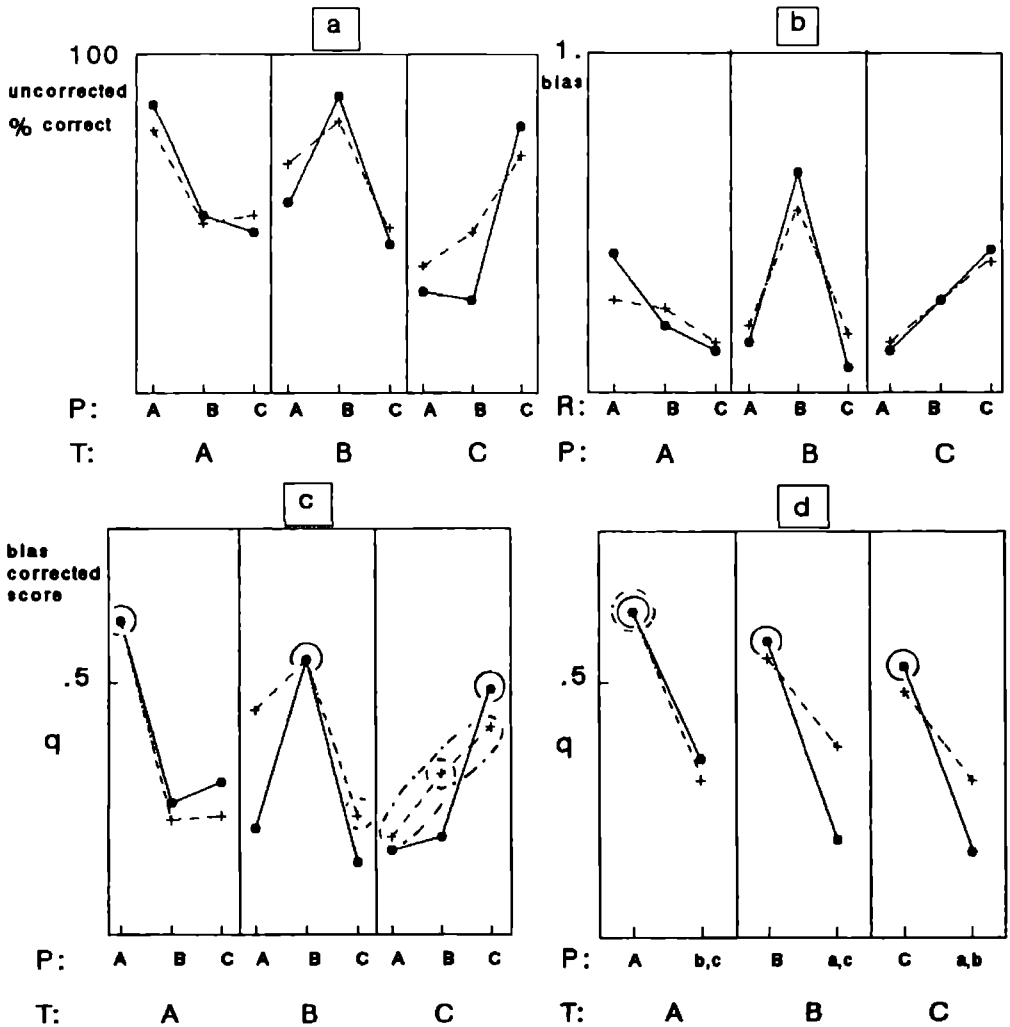 a
100
uncorrected
% correct
P: A B C A B C A B C
T: A B C
b
1.
bias
R: A B C A B C A B C
P: A B C
c
bias
corrected
score
.5
q
P: A B C A B C A B C
T: A B C
d
.5
q
P: A b,c B a,c C a,b
T: A B C